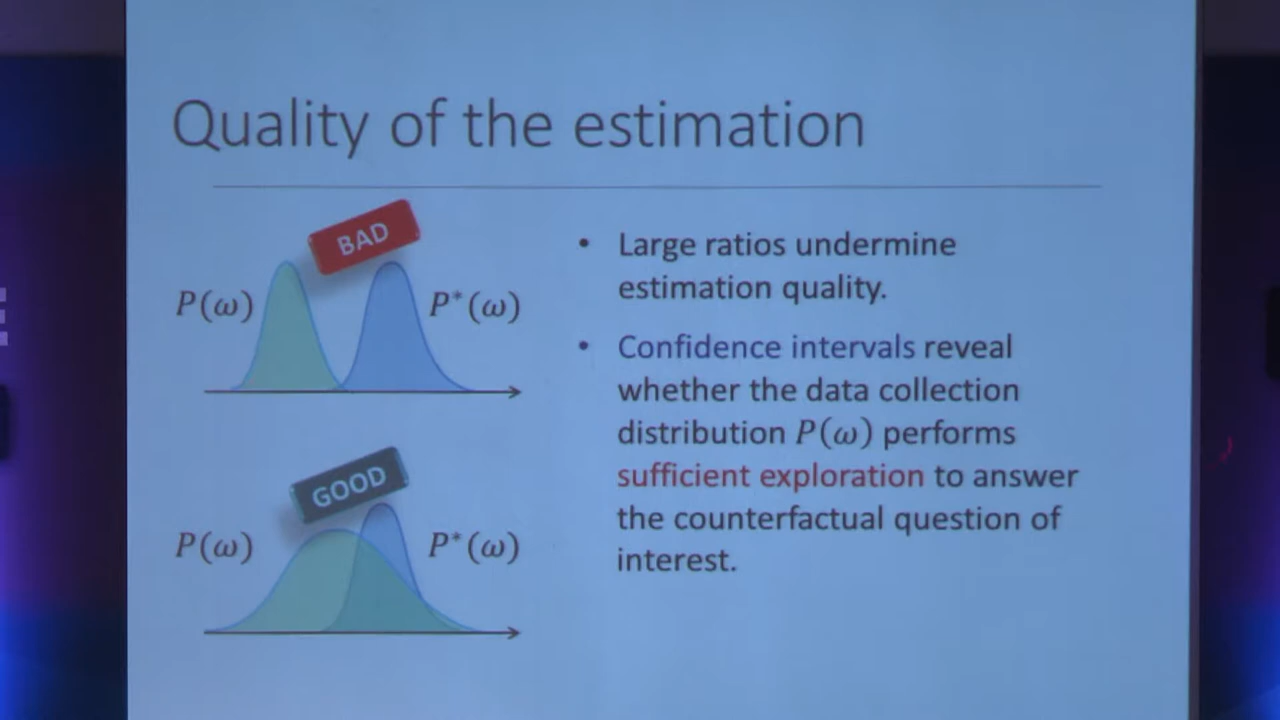 Quality of the estimation
BAD
P(ω)
P*(ω)
GOOD
P(ω)
P*(ω)
• Large ratios undermine
estimation quality.
• Confidence intervals reveal
whether the data collection
distribution P(ω) performs
sufficient exploration to answer
the counterfactual question of
interest.